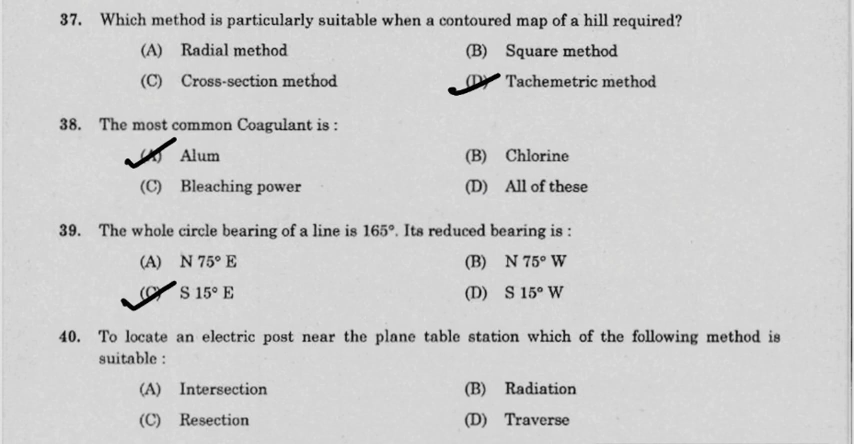 37. Which method is particularly suitable when a contoured map of a hill required?
(A) Radial method (B) Square method
(C) Cross-section method (D) Tachemetric method
38. The most common Coagulant is :
(A) Alum (B) Chlorine
(C) Bleaching power (D) All of these
39. The whole circle bearing of a line is 165°. Its reduced bearing is :
(A) N 75° E (B) N 75° W
(C) S 15° E (D) S 15° W
40. To locate an electric post near the plane table station which of the following method is
suitable :
(A) Intersection (B) Radiation
(C) Resection (D) Traverse